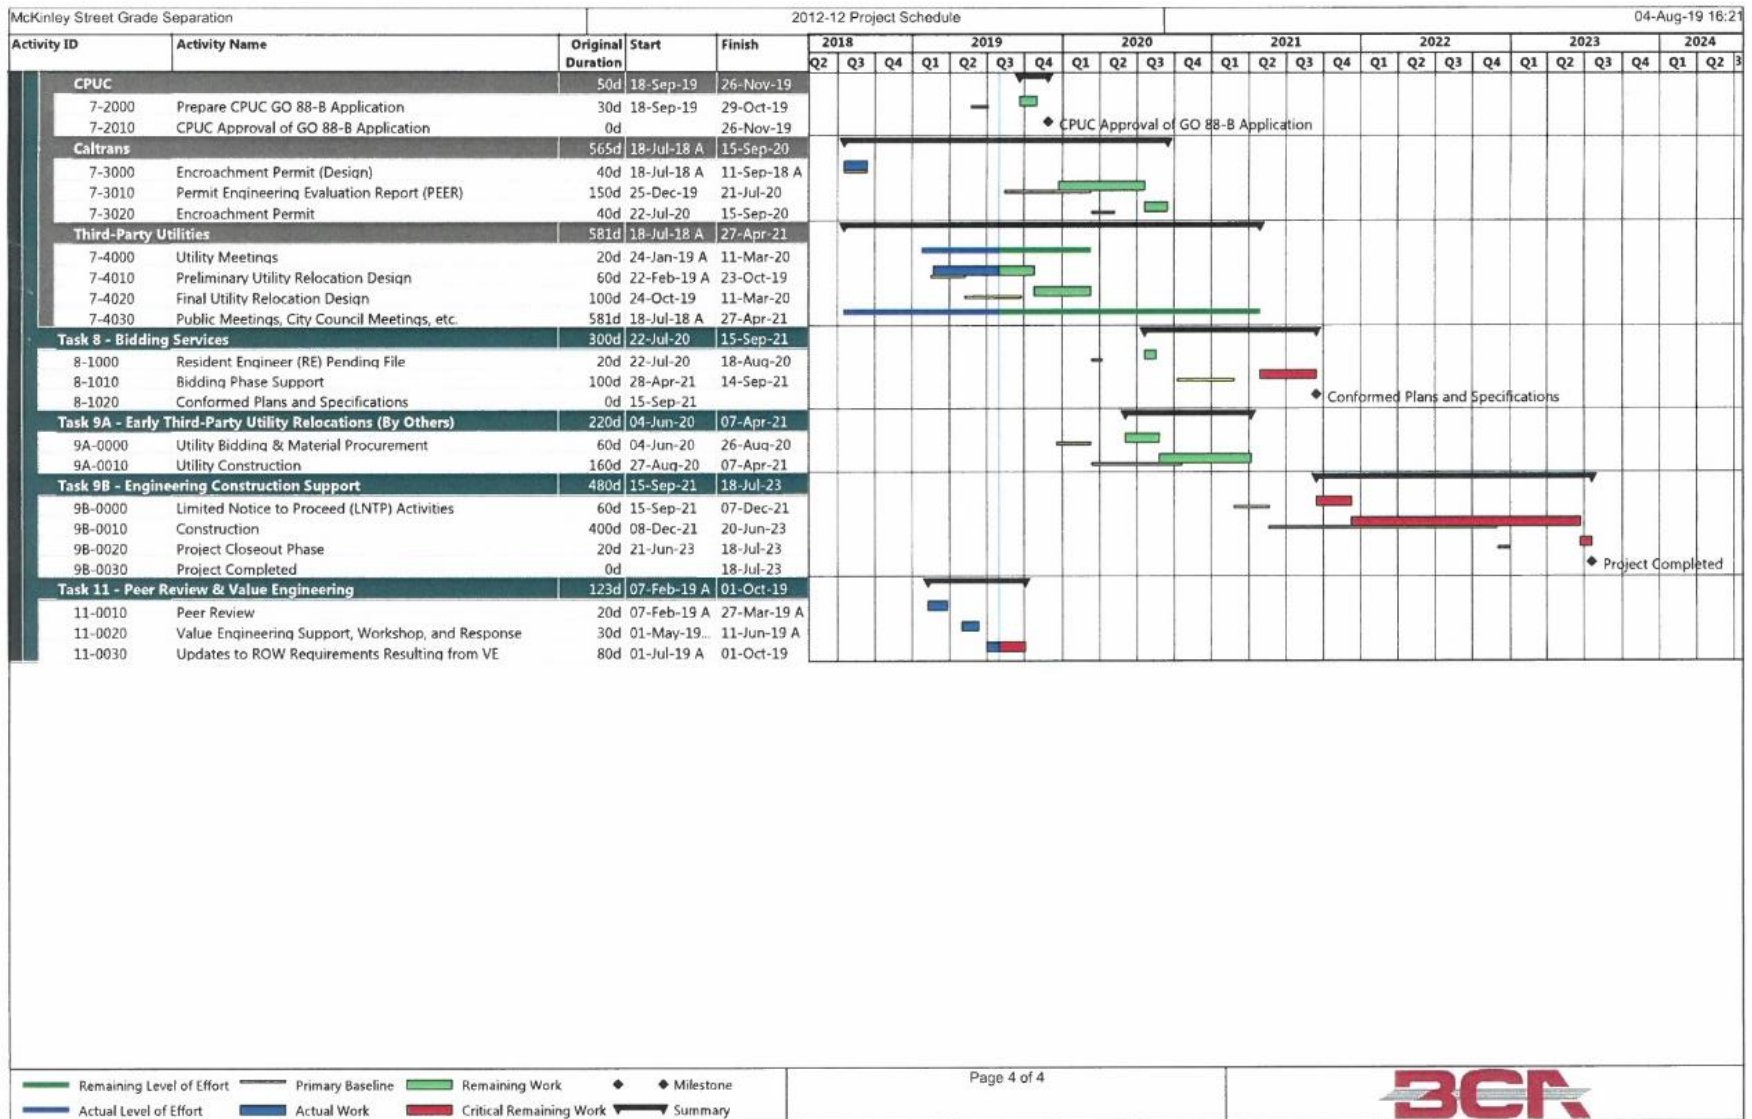 McKinley Street Grade Separation 2012-12 Project Schedule 04-Aug-19 16:21
Activity ID Activity Name Original Duration Start Finish 2018 2019 2020 2021 2022 2023 2024
Q2 Q3 Q4 Q1 Q2 Q3 Q4 Q1 Q2 Q3 Q4 Q1 Q2 Q3 Q4 Q1 Q2 Q3 Q4 Q1 Q2 Q3 Q4 Q1 Q2 3
CPUC 50d 18-Sep-19 26-Nov-19
7-2000 Prepare CPUC GO 88-B Application 30d 18-Sep-19 29-Oct-19
7-2010 CPUC Approval of GO 88-B Application 0d 26-Nov-19 CPUC Approval of GO 88-B Application
Caltrans 565d 18-Jul-18 A 15-Sep-20
7-3000 Encroachment Permit (Design) 40d 18-Jul-18 A 11-Sep-18 A
7-3010 Permit Engineering Evaluation Report (PEER) 150d 25-Dec-19 21-Jul-20
7-3020 Encroachment Permit 40d 22-Jul-20 15-Sep-20
Third-Party Utilities 581d 18-Jul-18 A 27-Apr-21
7-4000 Utility Meetings 20d 24-Jan-19 A 11-Mar-20
7-4010 Preliminary Utility Relocation Design 60d 22-Feb-19 A 23-Oct-19
7-4020 Final Utility Relocation Design 100d 24-Oct-19 11-Mar-20
7-4030 Public Meetings, City Council Meetings, etc. 581d 18-Jul-18 A 27-Apr-21
Task 8 - Bidding Services 300d 22-Jul-20 15-Sep-21
8-1000 Resident Engineer (RE) Pending File 20d 22-Jul-20 18-Aug-20
8-1010 Bidding Phase Support 100d 28-Apr-21 14-Sep-21
8-1020 Conformed Plans and Specifications 0d 15-Sep-21 Conformed Plans and Specifications
Task 9A - Early Third-Party Utility Relocations (By Others) 220d 04-Jun-20 07-Apr-21
9A-0000 Utility Bidding & Material Procurement 60d 04-Jun-20 26-Aug-20
9A-0010 Utility Construction 160d 27-Aug-20 07-Apr-21
Task 9B - Engineering Construction Support 480d 15-Sep-21 18-Jul-23
9B-0000 Limited Notice to Proceed (LNTP) Activities 60d 15-Sep-21 07-Dec-21
9B-0010 Construction 400d 08-Dec-21 20-Jun-23
9B-0020 Project Closeout Phase 20d 21-Jun-23 18-Jul-23
9B-0030 Project Completed 0d 18-Jul-23 Project Completed
Task 11 - Peer Review & Value Engineering 123d 07-Feb-19 A 01-Oct-19
11-0010 Peer Review 20d 07-Feb-19 A 27-Mar-19 A
11-0020 Value Engineering Support, Workshop, and Response 30d 01-May-19... 11-Jun-19 A
11-0030 Updates to ROW Requirements Resulting from VE 80d 01-Jul-19 A 01-Oct-19
Remaining Level of Effort Primary Baseline Remaining Work Milestone Page 4 of 4
Actual Level of Effort Actual Work Critical Remaining Work Summary
BCA